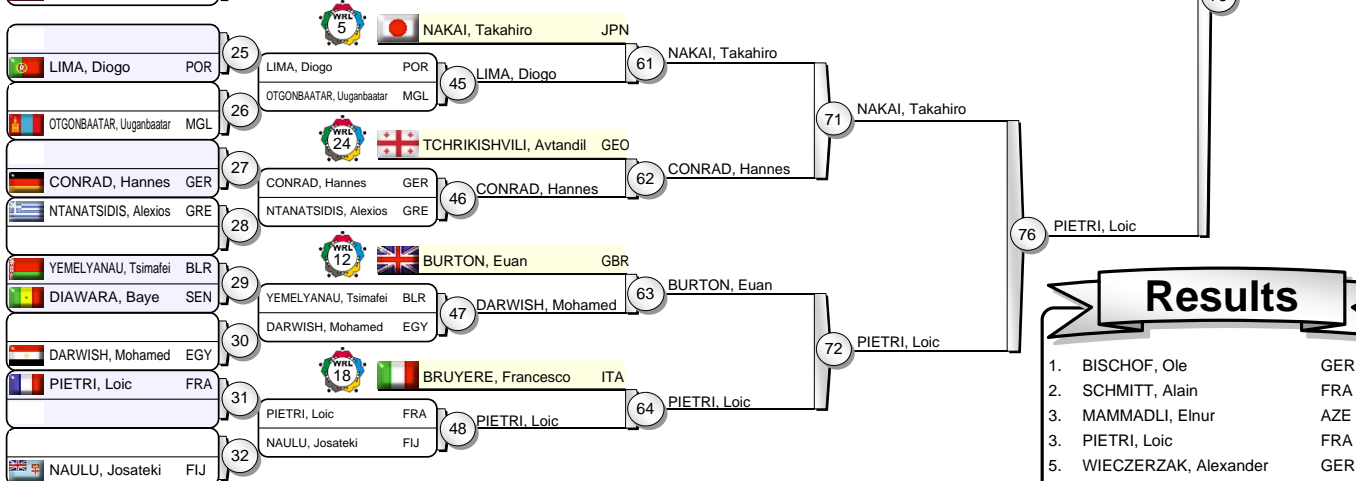 WRL
5
NAKAI, Takahiro JPN
25
LIMA, Diogo POR
LIMA, Diogo POR
OTGONBAATAR, Uuganbaatar MGL
45
LIMA, Diogo
61
NAKAI, Takahiro
26
OTGONBAATAR, Uuganbaatar MGL
71
NAKAI, Takahiro
WRL
24
TCHRIKISHVILI, Avtandil GEO
27
CONRAD, Hannes GER
CONRAD, Hannes GER
NTANATSIDIS, Alexios GRE
46
CONRAD, Hannes
62
CONRAD, Hannes
NTANATSIDIS, Alexios GRE
28
76
PIETRI, Loic
WRL
12
BURTON, Euan GBR
YEMELYANAU, Tsimafei BLR
29
DIAWARA, Baye SEN
YEMELYANAU, Tsimafei BLR
DARWISH, Mohamed EGY
47
DARWISH, Mohamed
63
BURTON, Euan
30
DARWISH, Mohamed EGY
72
PIETRI, Loic
WRL
18
BRUYERE, Francesco ITA
PIETRI, Loic FRA
31
PIETRI, Loic FRA
NAULU, Josateki FIJ
48
PIETRI, Loic
64
PIETRI, Loic
32
NAULU, Josateki FIJ
Results
1. BISCHOF, Ole GER
2. SCHMITT, Alain FRA
3. MAMMADLI, Elnur AZE
3. PIETRI, Loic FRA
5. WIECZERZAK, Alexander GER